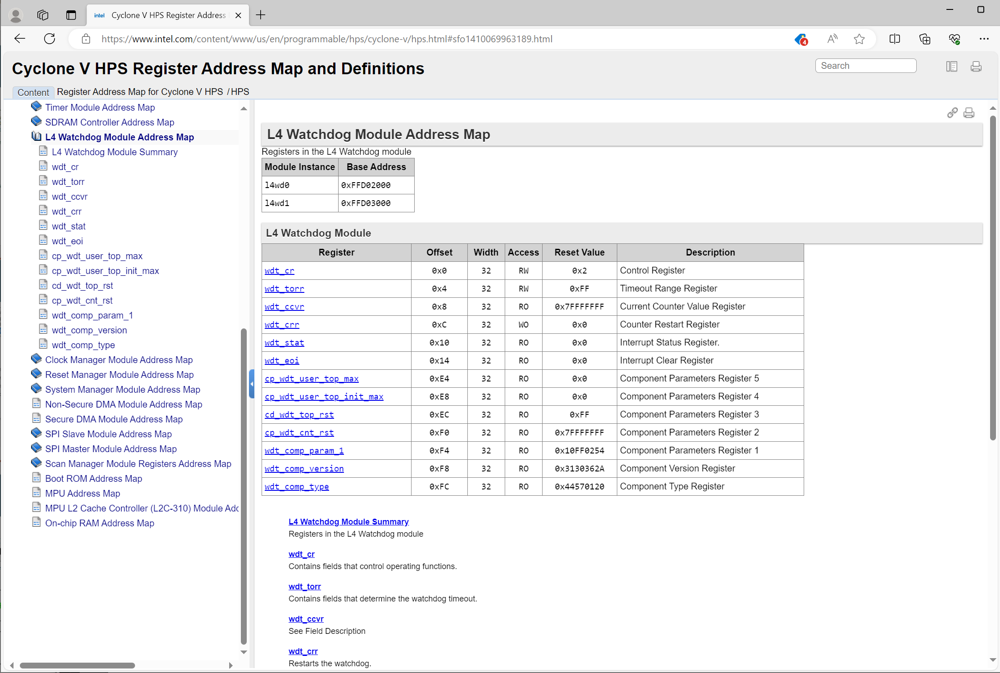 intel Cyclone V HPS Register Address
https://www.intel.com/content/www/us/en/programmable/hps/cyclone-v/hps.html#sfo1410069963189.html
4
Cyclone V HPS Register Address Map and Definitions
Search
Content Register Address Map for Cyclone V HPS / HPS
Timer Module Address Map
SDRAM Controller Address Map
L4 Watchdog Module Address Map
L4 Watchdog Module Summary
wdt_cr
wdt_torr
wdt_ccvr
wdt_crr
wdt_stat
wdt_eoi
cp_wdt_user_top_max
cp_wdt_user_top_init_max
cd_wdt_top_rst
cp_wdt_cnt_rst
wdt_comp_param_1
wdt_comp_version
wdt_comp_type
Clock Manager Module Address Map
Reset Manager Module Address Map
System Manager Module Address Map
Non-Secure DMA Module Address Map
Secure DMA Module Address Map
SPI Slave Module Address Map
SPI Master Module Address Map
Scan Manager Module Registers Address Map
Boot ROM Address Map
MPU Address Map
MPU L2 Cache Controller (L2C-310) Module Adc
On-chip RAM Address Map
L4 Watchdog Module Address Map
Registers in the L4 Watchdog module
Module Instance Base Address
l4wd0 0xFFD02000
l4wd1 0xFFD03000
L4 Watchdog Module
Register Offset Width Access Reset Value Description
wdt_cr 0x0 32 RW 0x2 Control Register
wdt_torr 0x4 32 RW 0xFF Timeout Range Register
wdt_ccvr 0x8 32 RO 0x7FFFFFFF Current Counter Value Register
wdt_crr 0xC 32 WO 0x0 Counter Restart Register
wdt_stat 0x10 32 RO 0x0 Interrupt Status Register.
wdt_eoi 0x14 32 RO 0x0 Interrupt Clear Register
cp_wdt_user_top_max 0xE4 32 RO 0x0 Component Parameters Register 5
cp_wdt_user_top_init_max 0xE8 32 RO 0x0 Component Parameters Register 4
cd_wdt_top_rst 0xEC 32 RO 0xFF Component Parameters Register 3
cp_wdt_cnt_rst 0xF0 32 RO 0x7FFFFFFF Component Parameters Register 2
wdt_comp_param_1 0xF4 32 RO 0x10FF0254 Component Parameters Register 1
wdt_comp_version 0xF8 32 RO 0x3130362A Component Version Register
wdt_comp_type 0xFC 32 RO 0x44570120 Component Type Register
L4 Watchdog Module Summary
Registers in the L4 Watchdog module
wdt_cr
Contains fields that control operating functions.
wdt_torr
Contains fields that determine the watchdog timeout.
wdt_ccvr
See Field Description
wdt_crr
Restarts the watchdog.